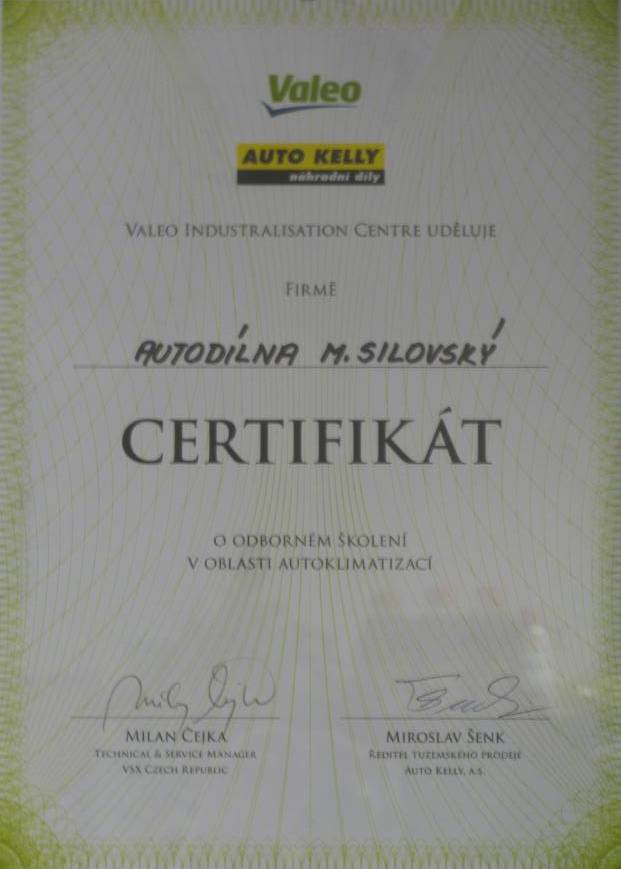 Valeo
AUTO KELLY
náhradní díly
VALEO INDUSTRALISATION CENTRE UDĚLUJE
FIRMĚ
AUTODÍLNA M. SILOVSKÝ
CERTIFIKÁT
O ODBORNÉM ŠKOLENÍ
V OBLASTI AUTOKLIMATIZACÍ
MILAN ČEJKA
TECHNICAL & SERVICE MANAGER
VSX CZECH REPUBLIC
MIROSLAV ŠENK
ŘEDITEL TUZEMSKÉHO PRODEJE
AUTO KELLY, A.S.